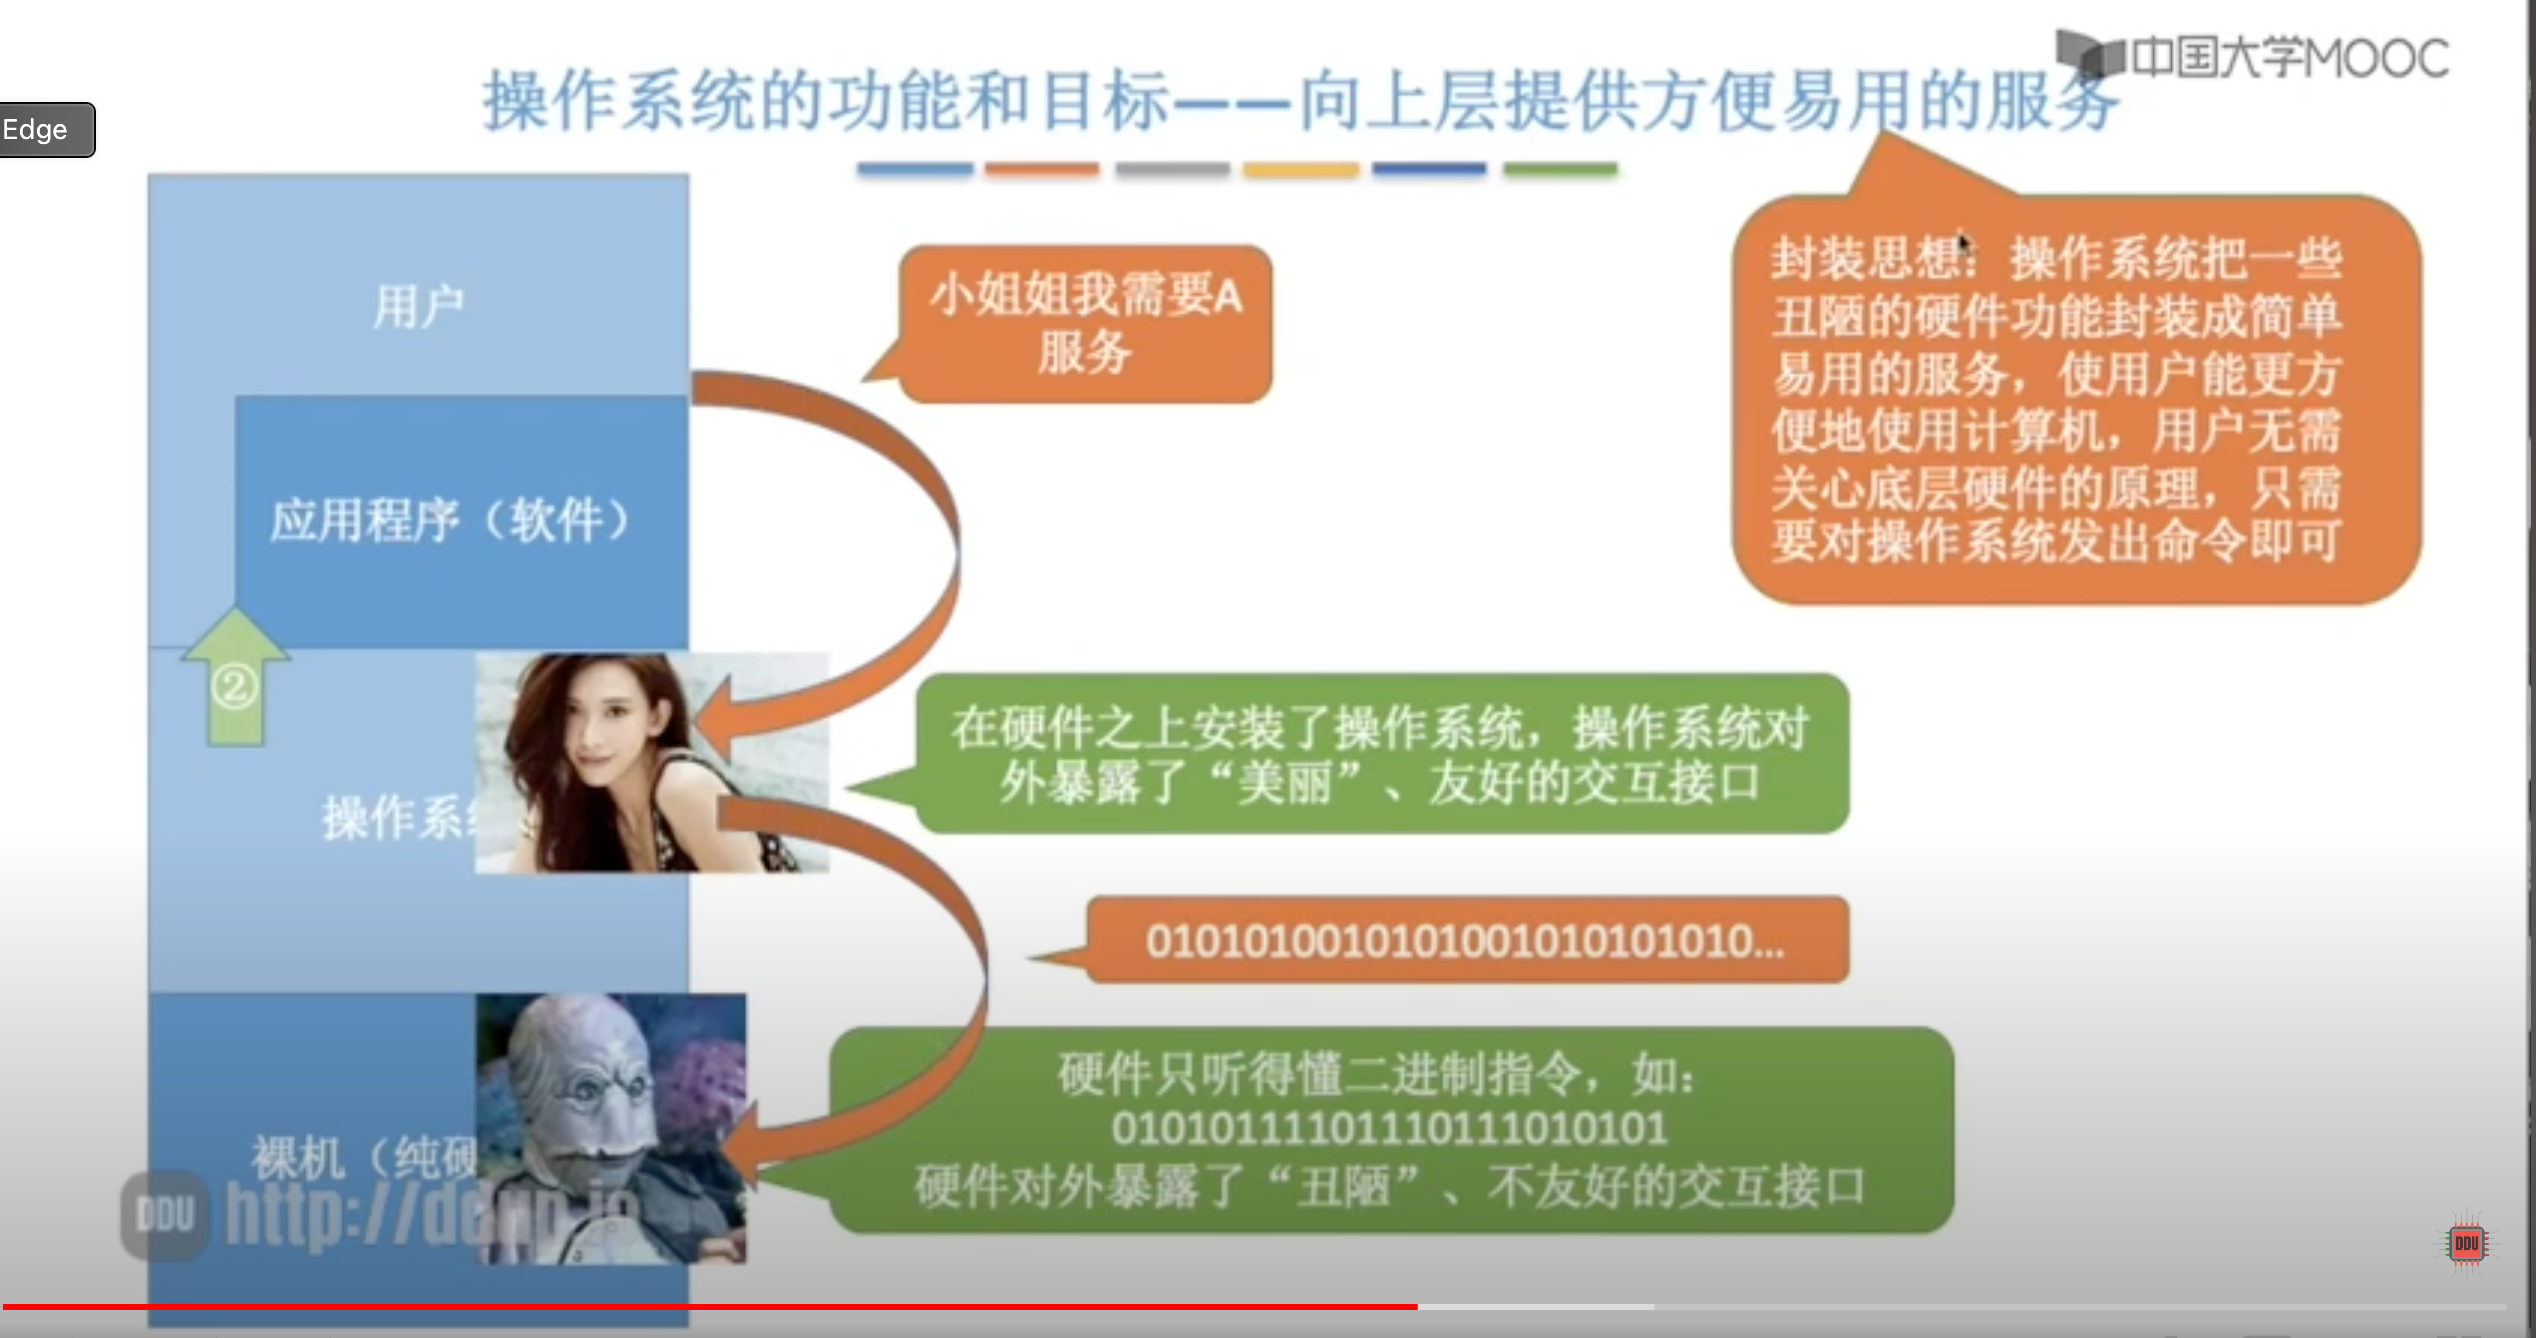 中国大学MOOC
操作系统的功能和目标——向上层提供方便易用的服务
Edge
用户
小姐姐我需要A
服务
封装思想：操作系统把一些
丑陋的硬件功能封装成简单
易用的服务，使用户能更方
便地使用计算机，用户无需
关心底层硬件的原理，只需
要对操作系统发出命令即可
应用程序（软件）
②
在硬件之上安装了操作系统，操作系统对
外暴露了“美丽”、友好的交互接口
操作系
0101010010101001010101010...
硬件只听得懂二进制指令，如：
01010111101110111010101
硬件对外暴露了“丑陋”、不友好的交互接口
裸机（纯硬
DDU
DDU